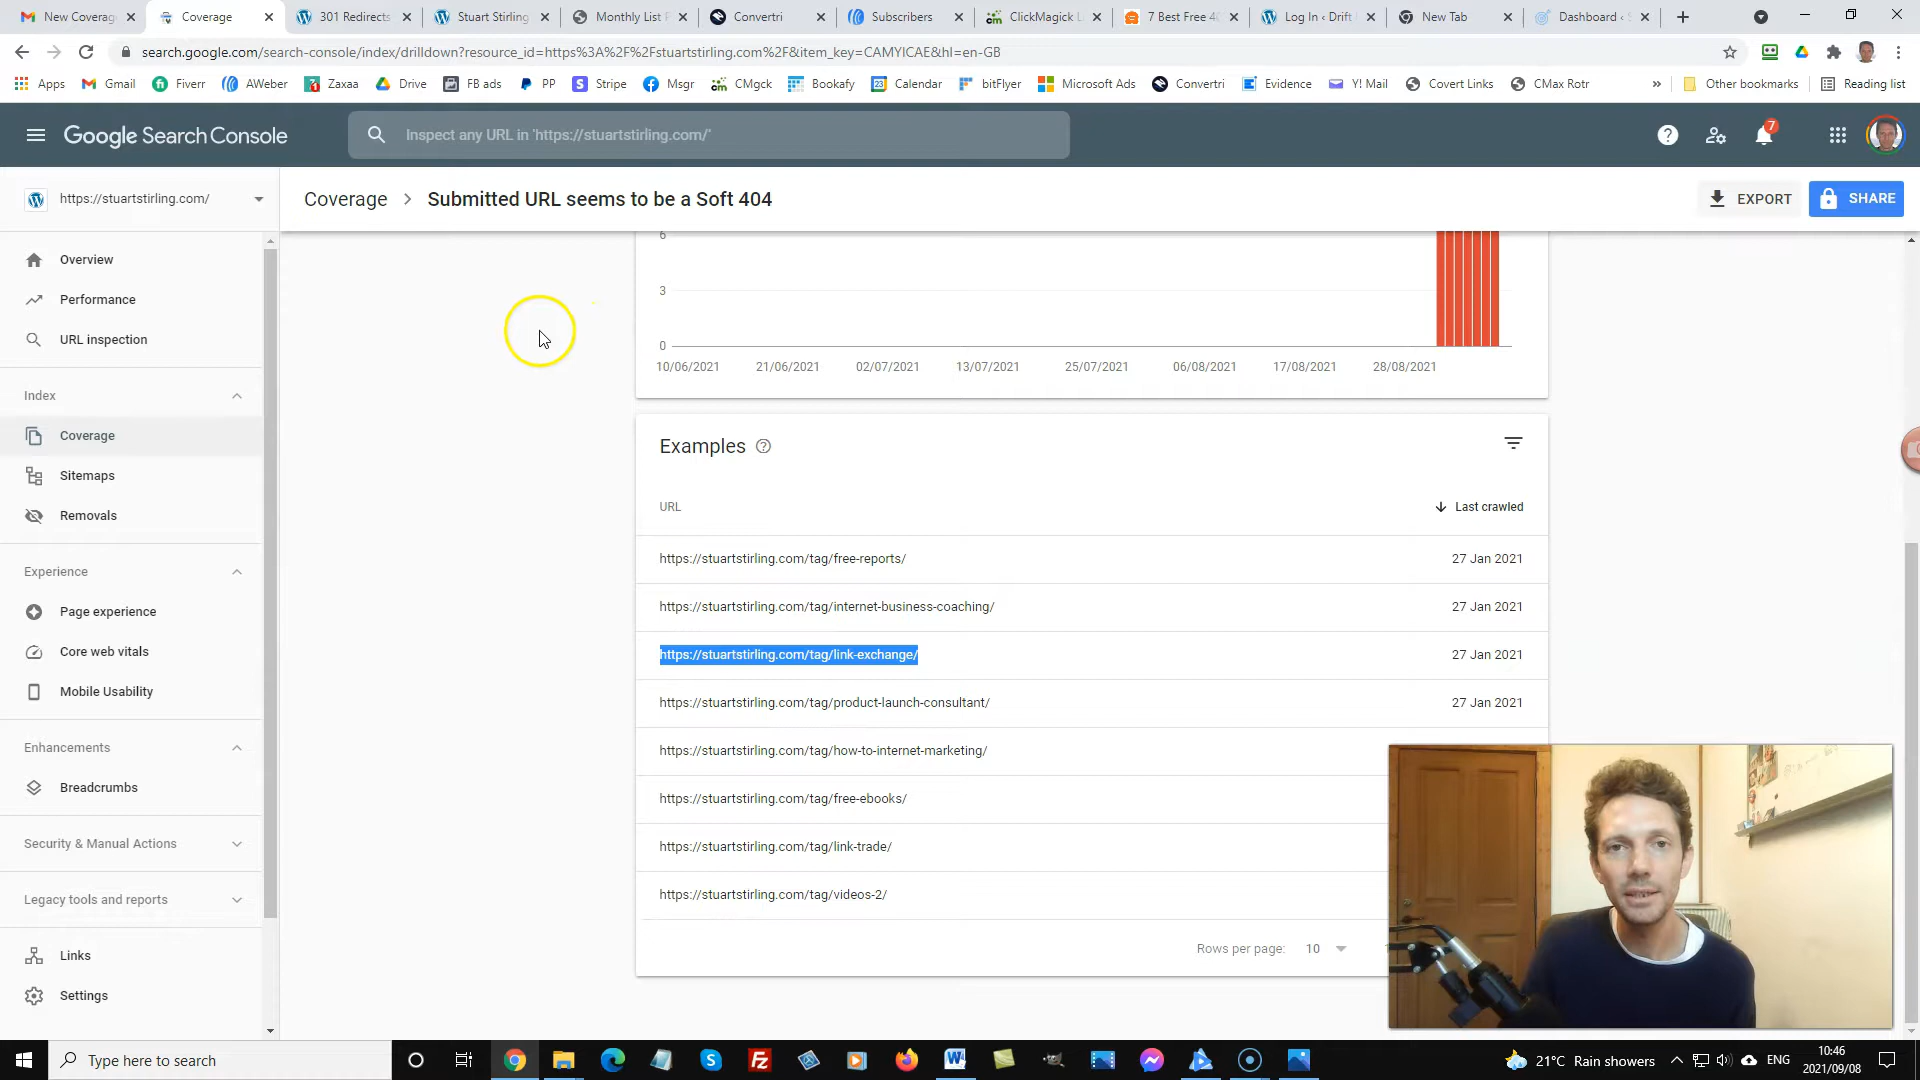 New Coverag
Coverage
301 Redirects
Stuart Stirling
Monthly List P
Convertri
Subscribers
ClickMagick L
7 Best Free 40
Log In ‹ Drift
New Tab
Dashboard ‹ S
search.google.com/search-console/index/drilldown?resource_id=https%3A%2F%2Fstuartstirling.com%2F&item_key=CAMYICAE&hl=en-GB
Apps
Gmail
Fiverr
AWeber
Zaxaa
Drive
FB ads
PP
Stripe
Msgr
CMgck
Bookafy
Calendar
bitFlyer
Microsoft Ads
Convertri
Evidence
Y! Mail
Covert Links
CMax Rotr
»
Other bookmarks
Reading list
Google Search Console
Inspect any URL in 'https://stuartstirling.com/'
7
https://stuartstirling.com/
Coverage > Submitted URL seems to be a Soft 404
EXPORT
SHARE
Overview
Performance
URL inspection
Index
Coverage
Sitemaps
Removals
Experience
Page experience
Core web vitals
Mobile Usability
Enhancements
Breadcrumbs
Security & Manual Actions
Legacy tools and reports
Links
Settings
6
3
0
10/06/2021 21/06/2021 02/07/2021 13/07/2021 25/07/2021 06/08/2021 17/08/2021 28/08/2021
Examples
URL Last crawled
https://stuartstirling.com/tag/free-reports/ 27 Jan 2021
https://stuartstirling.com/tag/internet-business-coaching/ 27 Jan 2021
https://stuartstirling.com/tag/link-exchange/ 27 Jan 2021
https://stuartstirling.com/tag/product-launch-consultant/ 27 Jan 2021
https://stuartstirling.com/tag/how-to-internet-marketing/
https://stuartstirling.com/tag/free-ebooks/
https://stuartstirling.com/tag/link-trade/
https://stuartstirling.com/tag/videos-2/
Rows per page: 10
Type here to search
21°C Rain showers
ENG
10:46
2021/09/08